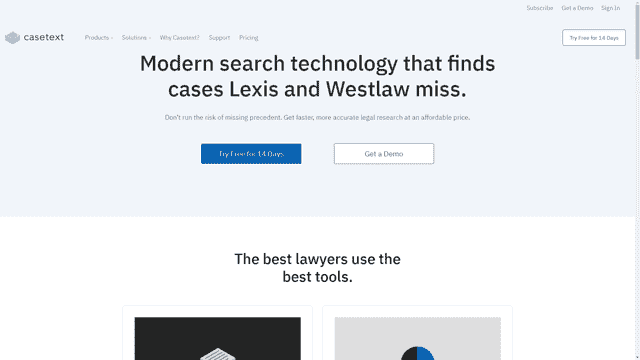 Subscribe Get a Demo Sign In
casetext Products Solutions Why Casetext? Support Pricing Try Free for 14 Days
Modern search technology that finds
cases Lexis and Westlaw miss.
Don't run the risk of missing precedent. Get faster, more accurate legal research at an affordable price.
Try Free for 14 Days Get a Demo
The best lawyers use the
best tools.